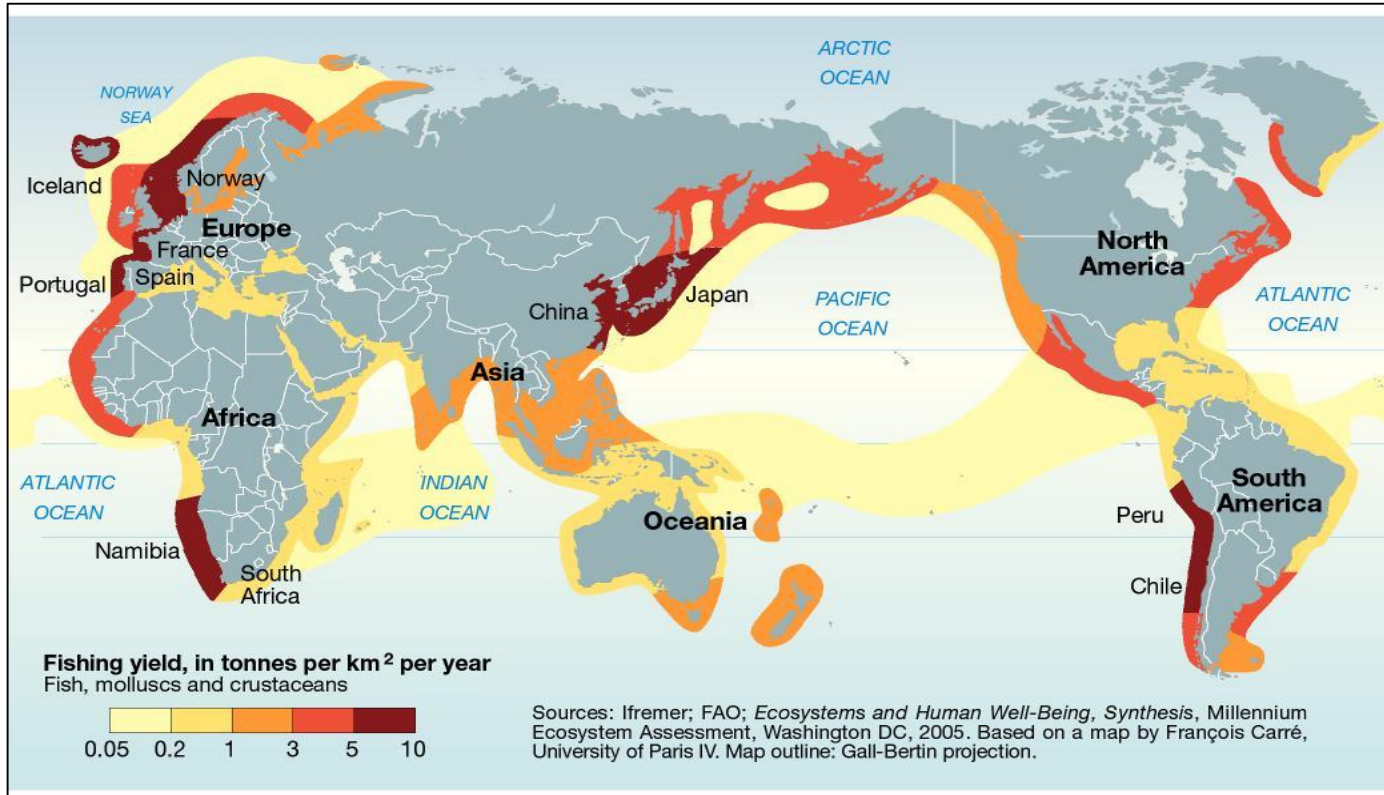 ARCTIC
OCEAN
NORWAY
SEA
Iceland
Norway
Europe
France
Portugal
Spain
China
Japan
PACIFIC
OCEAN
North
America
ATLANTIC
OCEAN
Asia
Africa
ATLANTIC
OCEAN
INDIAN
OCEAN
Oceania
South
America
Peru
Namibia
South
Africa
Chile
Fishing yield, in tonnes per km² per year
Fish, molluscs and crustaceans
0.05 0.2 1 3 5 10
Sources: Ifremer; FAO; Ecosystems and Human Well-Being, Synthesis, Millennium
Ecosystem Assessment, Washington DC, 2005. Based on a map by François Carré,
University of Paris IV. Map outline: Gall-Bertin projection.